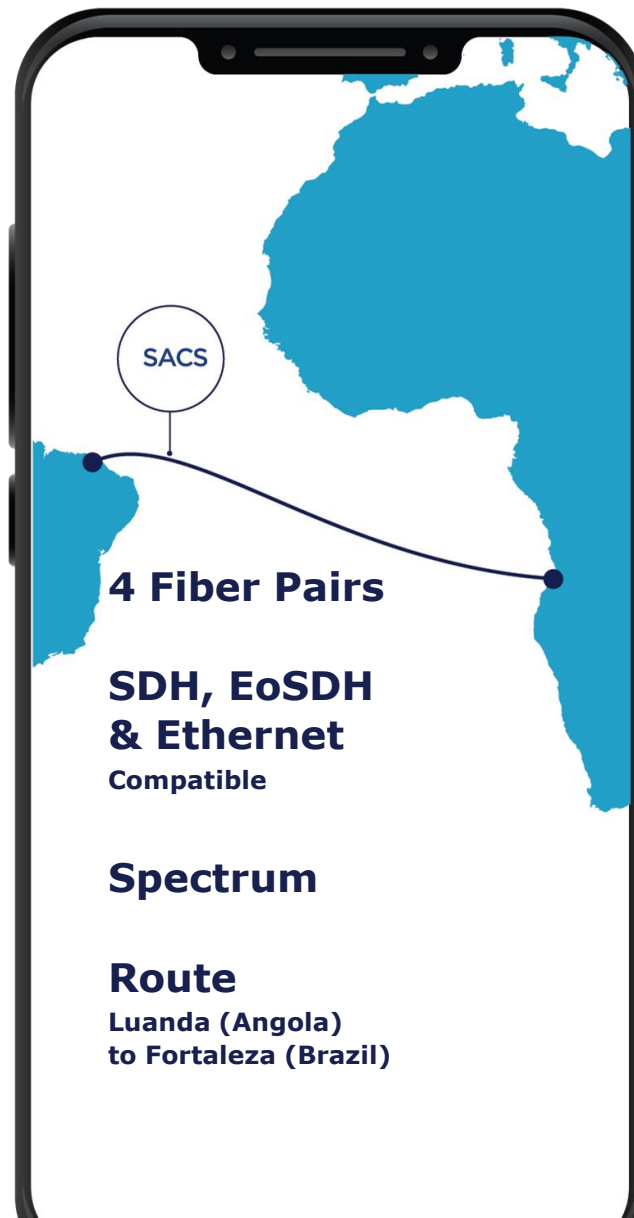 SACS
4 Fiber Pairs
SDH, EoSDH
& Ethernet
Compatible
Spectrum
Route
Luanda (Angola)
to Fortaleza (Brazil)